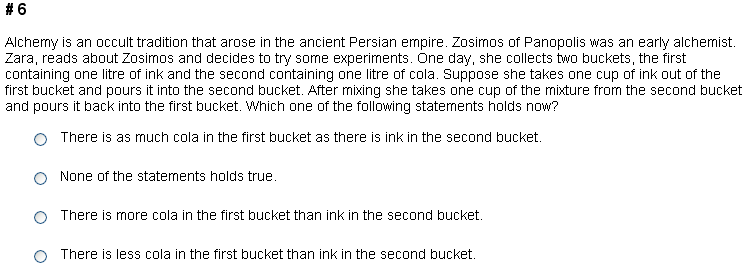 # 6
Alchemy is an occult tradition that arose in the ancient Persian empire. Zosimos of Panopolis was an early alchemist.
Zara, reads about Zosimos and decides to try some experiments. One day, she collects two buckets, the first
containing one litre of ink and the second containing one litre of cola. Suppose she takes one cup of ink out of the
first bucket and pours it into the second bucket. After mixing she takes one cup of the mixture from the second bucket
and pours it back into the first bucket. Which one of the following statements holds now?
There is as much cola in the first bucket as there is ink in the second bucket.
None of the statements holds true.
There is more cola in the first bucket than ink in the second bucket.
There is less cola in the first bucket than ink in the second bucket.